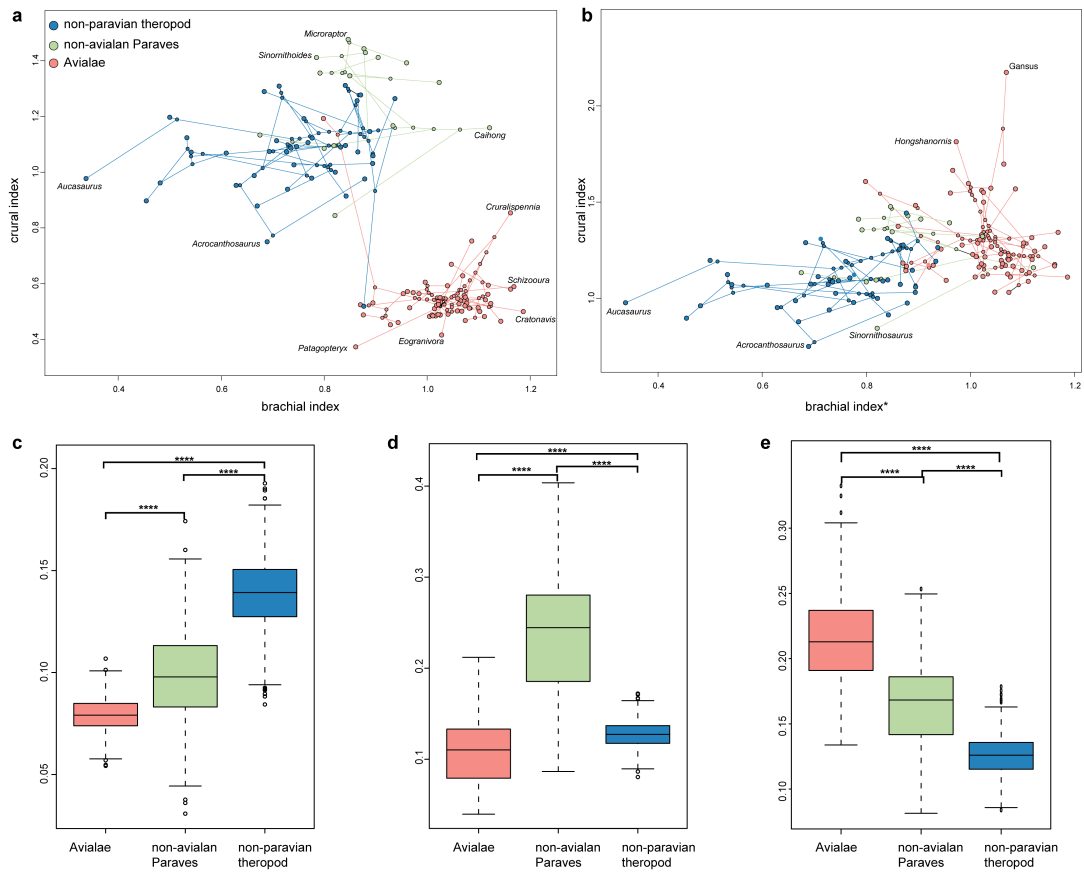 a
non-paravian theropod
non-avialan Paraves
Avialae
Microraptor
Sinornithoides
Caihong
Aucasaurus
Acrocanthosaurus
Cruralispennia
Schizooura
Cratonavis
Eogranivora
Patagopteryx
crural index
1.4
1.2
1.0
0.8
0.6
0.4
0.4
0.6
0.8
1.0
1.2
brachial index
b
Gansus
Hongshanornis
Aucasaurus
Acrocanthosaurus
Sinornithosaurus
crural index
2.0
1.5
1.0
0.4
0.6
0.8
1.0
1.2
brachial index*
c
****
****
****
0.20
0.15
0.10
0.05
Avialae
non-avialan
Paraves
non-paravian
theropod
d
****
****
****
0.4
0.3
0.2
0.1
Avialae
non-avialan
Paraves
non-paravian
theropod
e
****
****
****
0.30
0.25
0.20
0.15
0.10
Avialae
non-avialan
Paraves
non-paravian
theropod